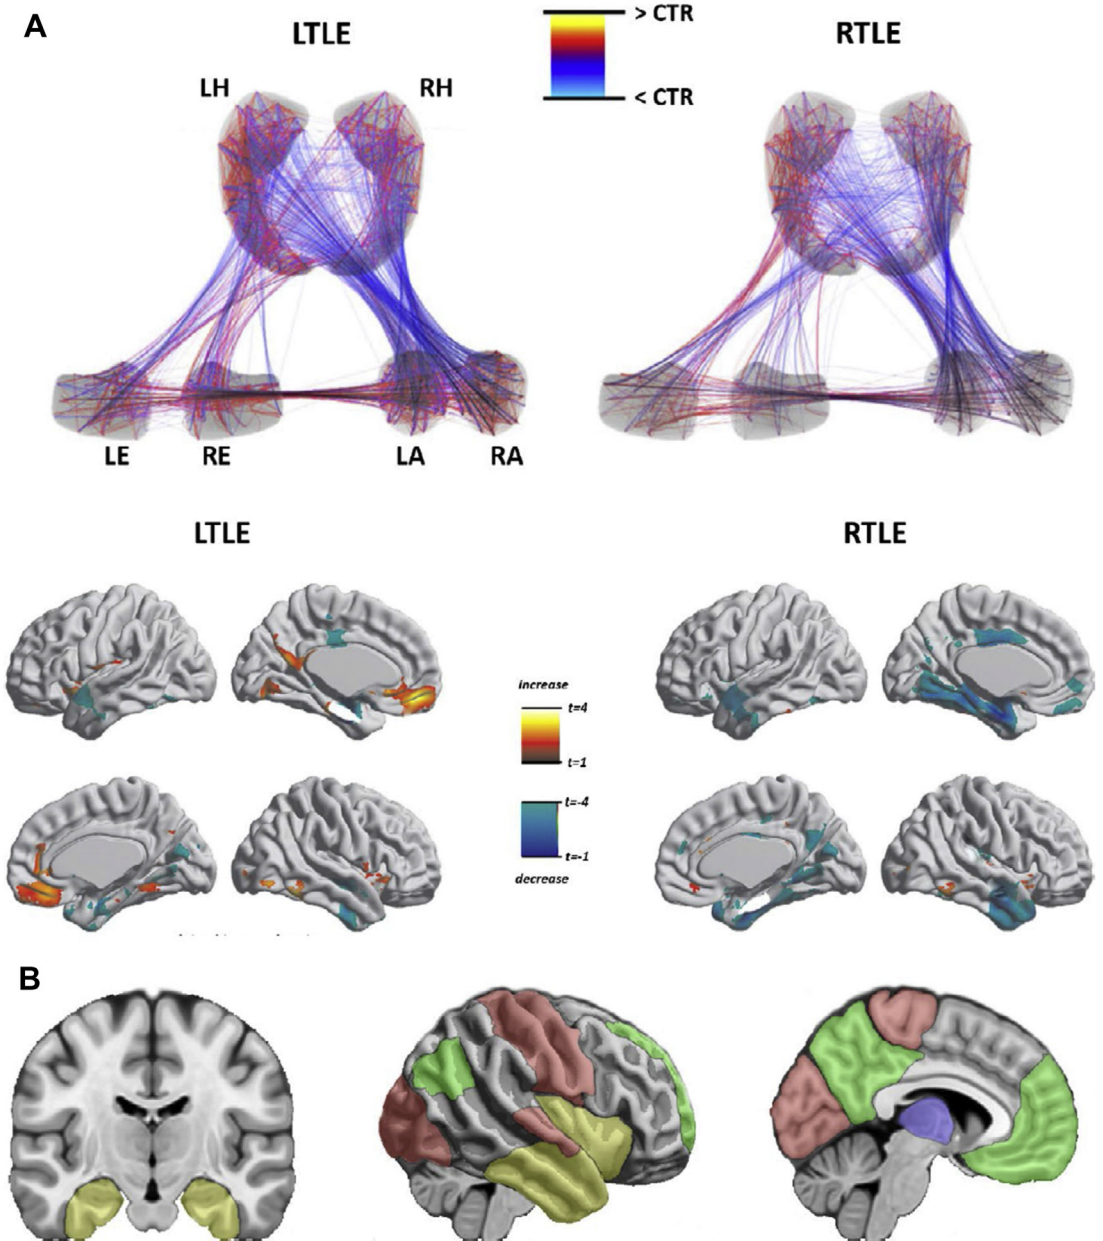 A
LTLE
> CTR
< CTR
RTLE
LH
RH
LE
RE
LA
RA
LTLE
RTLE
increase
t=4
t=1
t=-4
t=-1
decrease
B